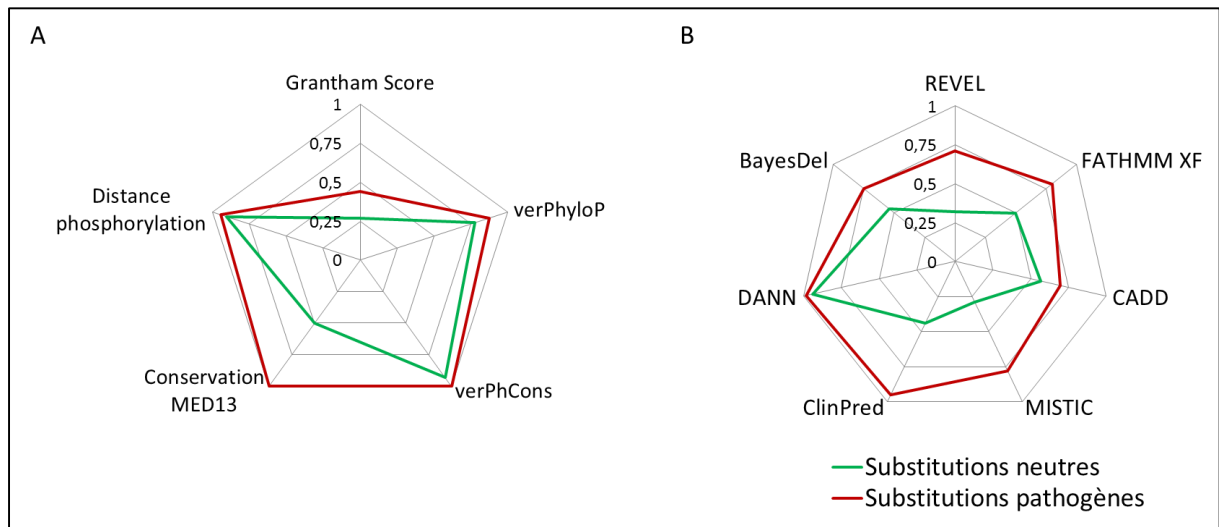 A
Grantham Score
1
0,75
0,5
0,25
0
verPhyloP
verPhCons
Conservation
MED13
Distance
phosphorylation
B
REVEL
1
0,75
0,5
0,25
0
FATHMM XF
CADD
MISTIC
ClinPred
DANN
BayesDel
Substitutions neutres
Substitutions pathogènes